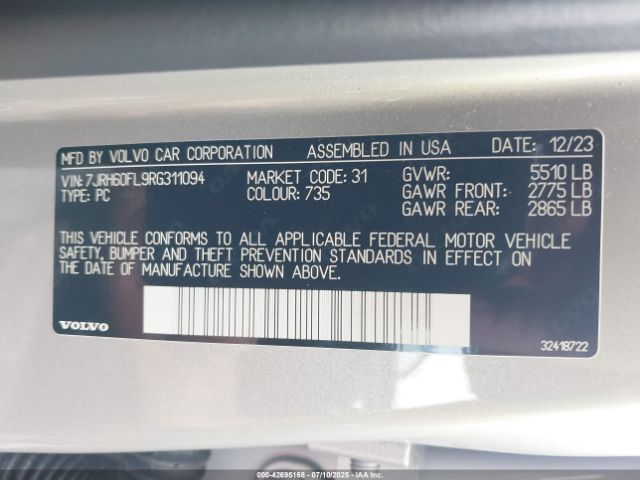 MFD BY VOLVO CAR CORPORATION ASSEMBLED IN USA DATE: 12/23
VIN: 7JRH60FL9RG311094 MARKET CODE: 31 GVWR: 5510 LB
TYPE: PC COLOUR: 735 GAWR FRONT: 2775 LB
GAWR REAR: 2865 LB
THIS VEHICLE CONFORMS TO ALL APPLICABLE FEDERAL MOTOR VEHICLE
SAFETY, BUMPER AND THEFT PREVENTION STANDARDS IN EFFECT ON
THE DATE OF MANUFACTURE SHOWN ABOVE.
VOLVO 32418722
000-42695168 - 07/10/2025 - IAAI.COM